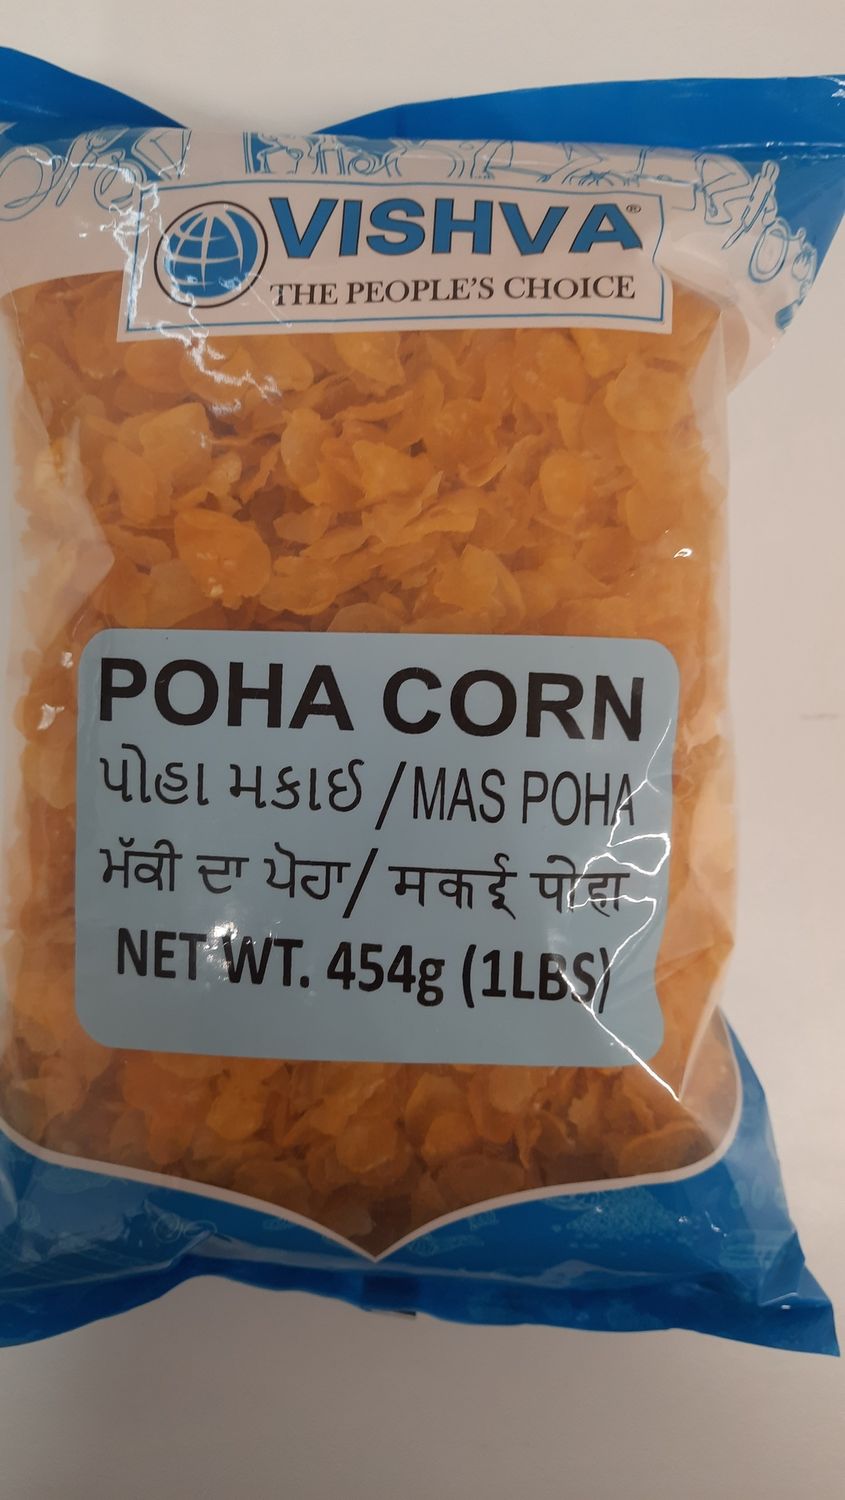 VISHVA®
THE PEOPLE'S CHOICE
POHA CORN
પોહા મકાઈ / MAS POHA
ਮੱਕੀ ਦਾ ਪੋਹਾ / मकई पोहा
NET WT. 454g (1LBS)